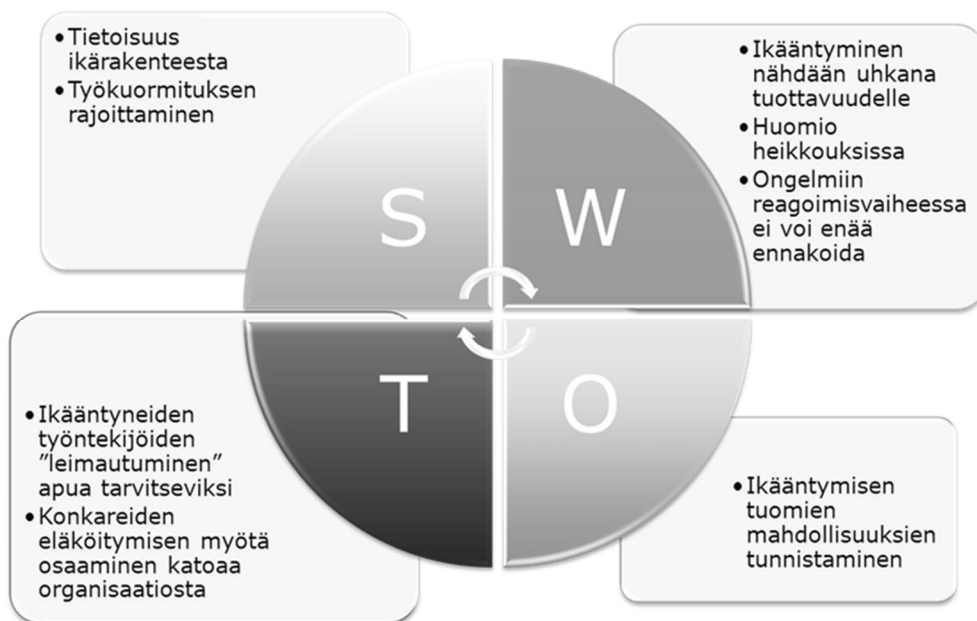 • Tietoisuus
ikärakenteesta
• Työkuormituksen
rajoittaminen
• Ikääntyminen
nähdään uhkana
tuottavuudelle
• Huomio
heikkouksissa
• Ongelmiin
reagoimisvaiheessa
ei voi enää
ennakoida
S
W
T
O
• Ikääntyneiden
työntekijöiden
”leimautuminen”
apua tarvitseviksi
• Konkareiden
eläköitymisen myötä
osaaminen katoaa
organisaatiosta
• Ikääntymisen
tuomien
mahdollisuuksien
tunnistaminen